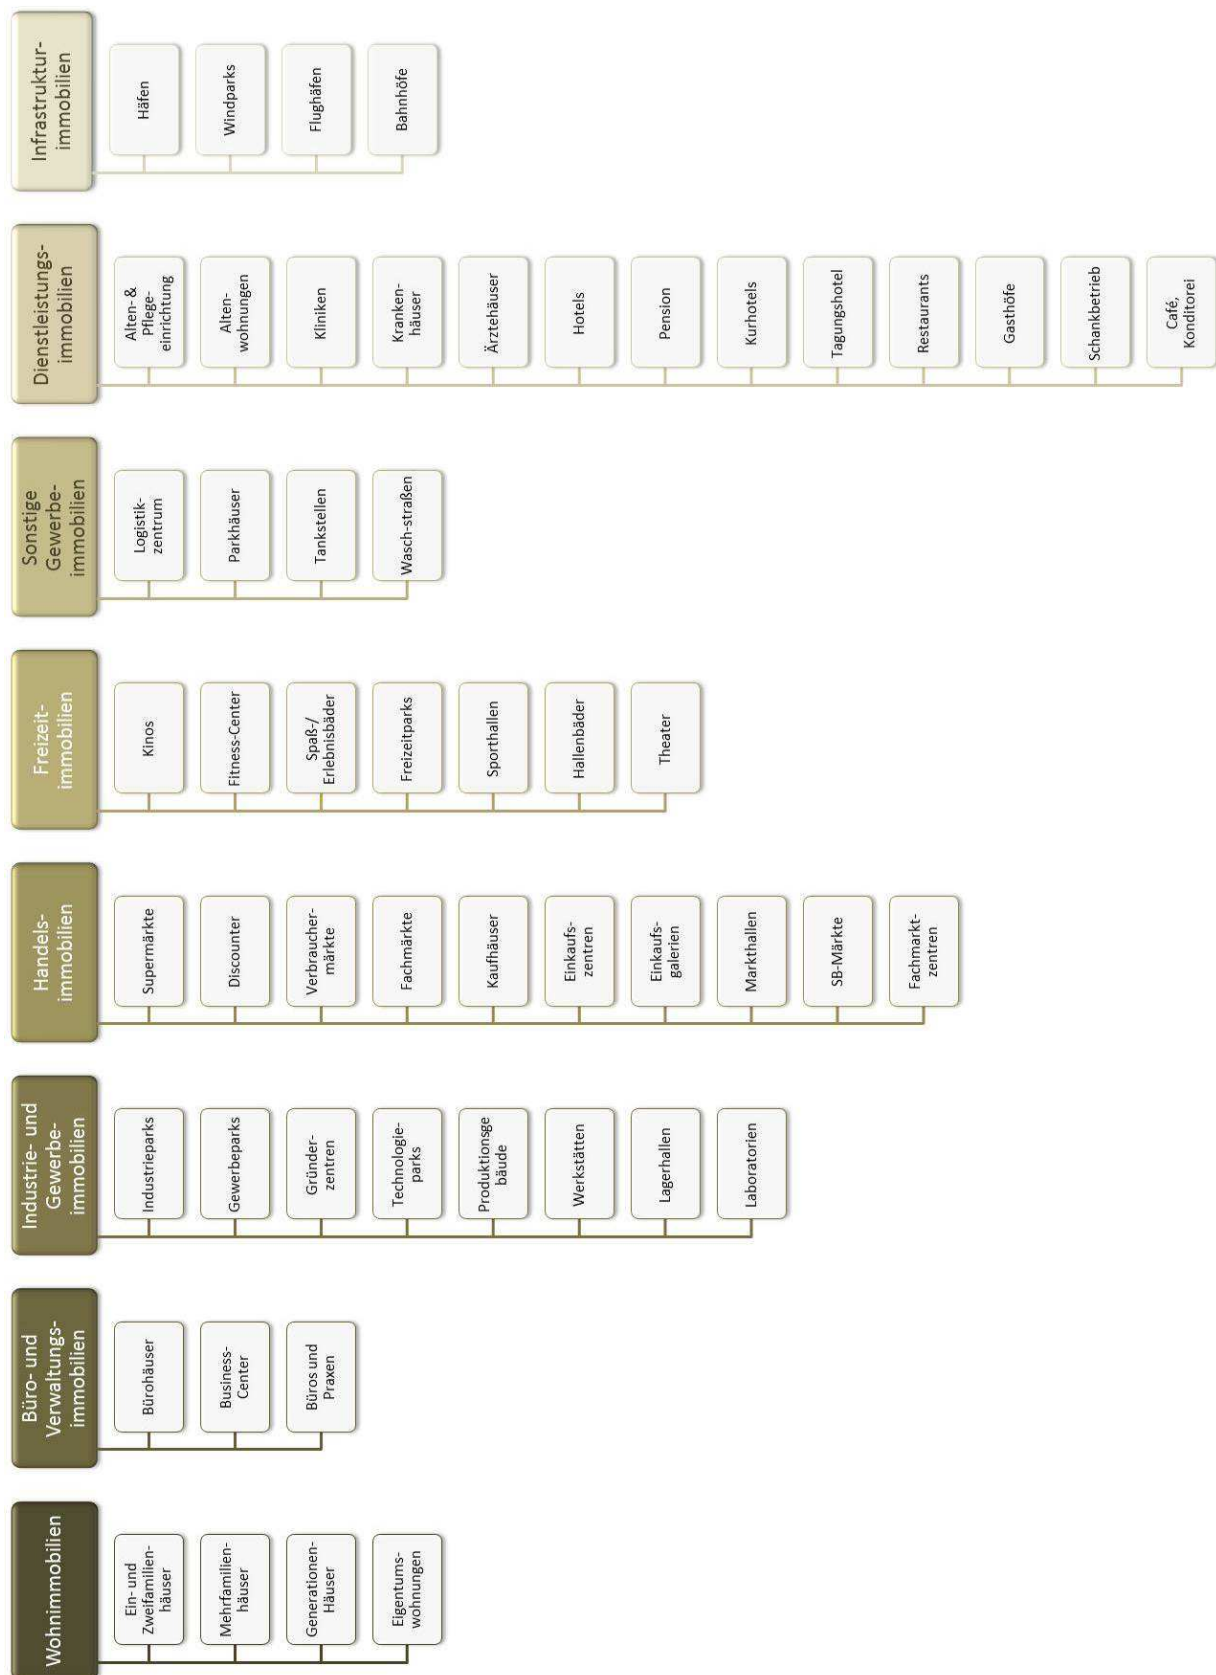 Wohnimmobilien
Ein- und
Zweifamilien-
häuser
Mehrfamilien-
häuser
Generationen-
Häuser
Eigentums-
wohnungen
Büro- und
Verwaltungs-
immobilien
Bürohäuser
Business-
Center
Büros und
Praxen
Industrie- und
Gewerbe-
immobilien
Industrieparks
Gewerbeparks
Gründer-
zentren
Technologie-
parks
Produktionsge
bäude
Werkstätten
Lagerhallen
Laboratorien
Handels-
immobilien
Supermärkte
Discounter
Verbraucher-
märkte
Fachmärkte
Kaufhäuser
Einkaufs-
zentren
Einkaufs-
galerien
Markthallen
SB-Märkte
Fachmarkt-
zentren
Freizeit-
immobilien
Kinos
Fitness-Center
Spaß-/
Erlebnisbäder
Freizeitparks
Sporthallen
Hallenbäder
Theater
Sonstige
Gewerbe-
immobilien
Logistik-
zentrum
Parkhäuser
Tankstellen
Wasch-straßen
Dienstleistungs-
immobilien
Alten- &
Pflege-
einrichtung
Alten-
wohnungen
Kliniken
Kranken-
häuser
Ärztehäuser
Hotels
Pension
Kurhotels
Tagungshotel
Restaurants
Gasthöfe
Schankbetrieb
Café,
Konditorei
Infrastruktur-
immobilien
Häfen
Windparks
Flughäfen
Bahnhöfe